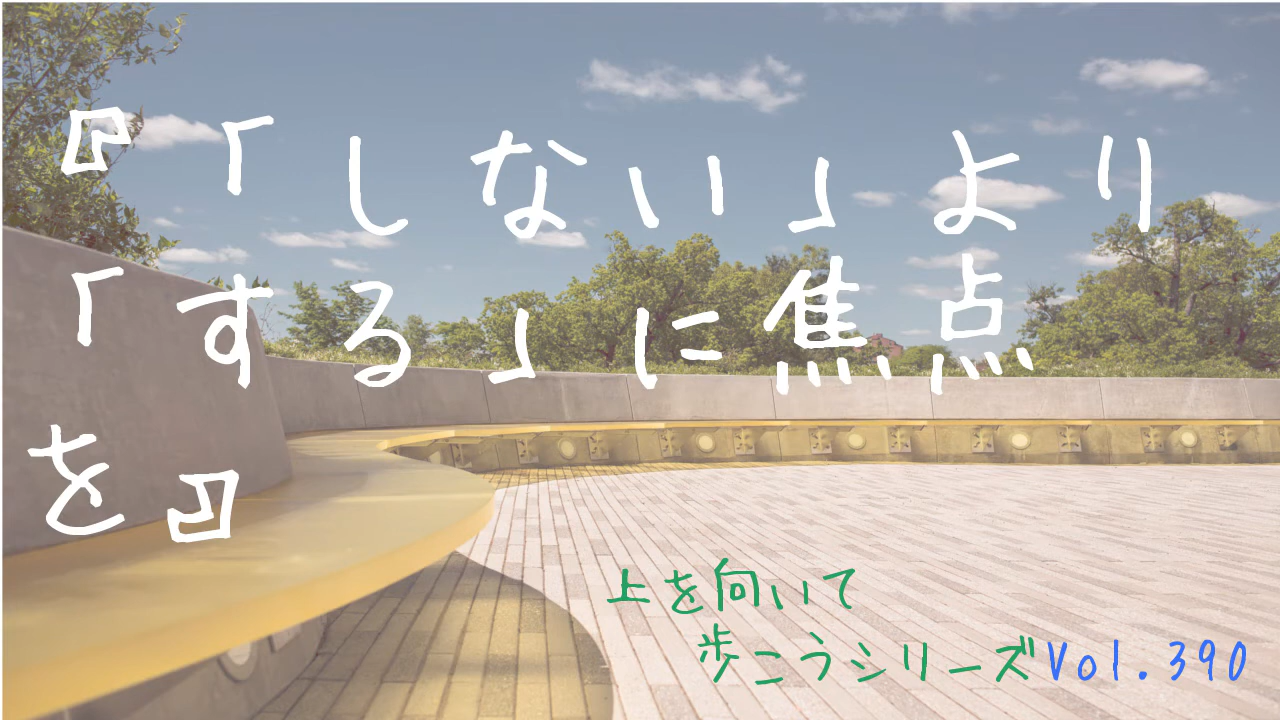 『「しない」より
「する」に焦点
を』
上を向いて
歩こうシリーズVol.390